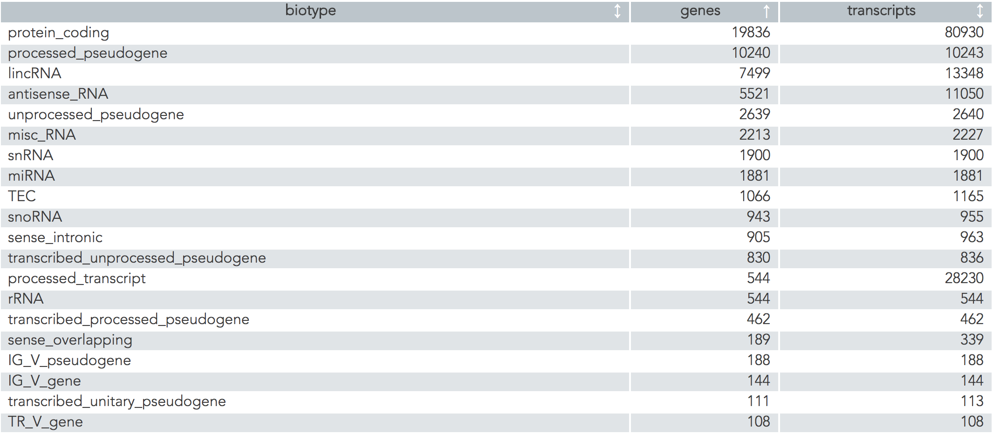 biotype genes transcripts
protein_coding 19836 80930
processed_pseudogene 10240 10243
lincRNA 7499 13348
antisense_RNA 5521 11050
unprocessed_pseudogene 2639 2640
misc_RNA 2213 2227
snRNA 1900 1900
miRNA 1881 1881
TEC 1066 1165
snoRNA 943 955
sense_intronic 905 963
transcribed_unprocessed_pseudogene 830 836
processed_transcript 544 28230
rRNA 544 544
transcribed_processed_pseudogene 462 462
sense_overlapping 189 339
IG_V_pseudogene 188 188
IG_V_gene 144 144
transcribed_unitary_pseudogene 111 113
TR_V_gene 108 108